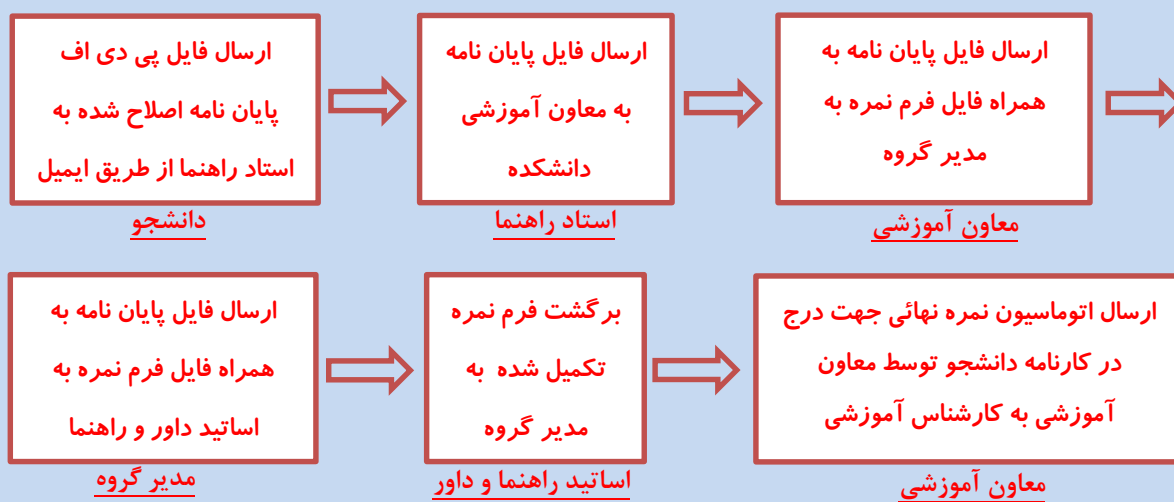 ارسال فایل پی دی اف
پایان نامه اصلاح شده به
استاد راهنما از طریق ایمیل
دانشجو
ارسال فایل پایان نامه
به معاون آموزشی
دانشکده
استاد راهنما
ارسال فایل پایان نامه به
همراه فایل فرم نمره به
مدیر گروه
معاون آموزشی
ارسال فایل پایان نامه به
همراه فایل فرم نمره به
اساتید داور و راهنما
مدیر گروه
برگشت فرم نمره
تکمیل شده به
مدیر گروه
اساتید راهنما و داور
ارسال اتوماسیون نمره نهائی جهت درج
در کارنامه دانشجو توسط معاون
آموزشی به کارشناس آموزشی
معاون آموزشی